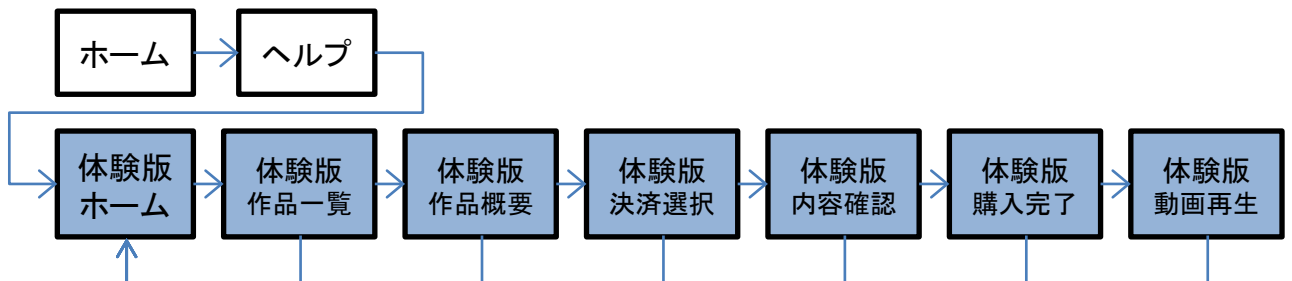 ホーム
ヘルプ
体験版
ホーム
体験版
作品一覧
体験版
作品概要
体験版
決済選択
体験版
内容確認
体験版
購入完了
体験版
動画再生